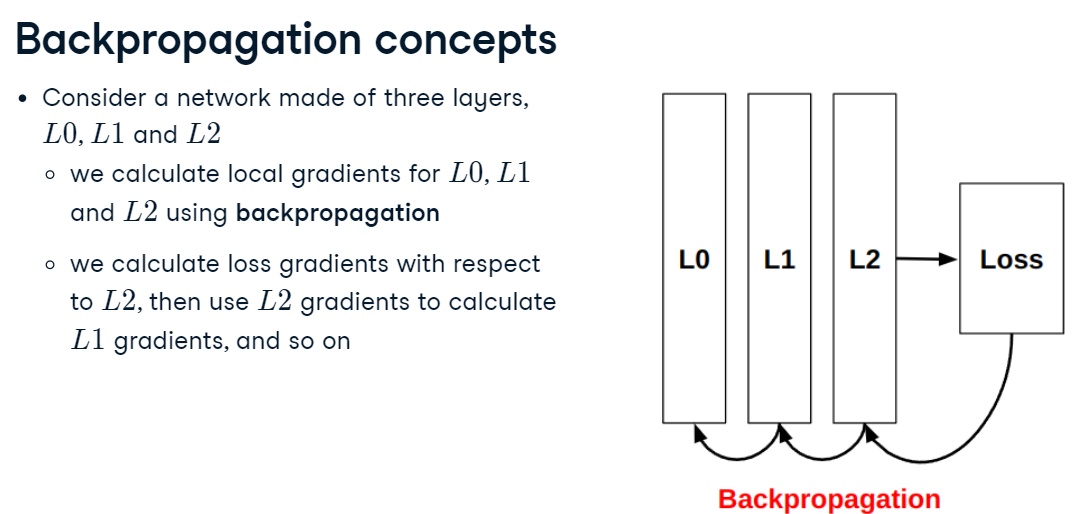 Backpropagation concepts
• Consider a network made of three layers,
L0, L1 and L2
○ we calculate local gradients for L0, L1
and L2 using backpropagation
○ we calculate loss gradients with respect
to L2, then use L2 gradients to calculate
L1 gradients, and so on
L0 L1 L2 Loss
Backpropagation